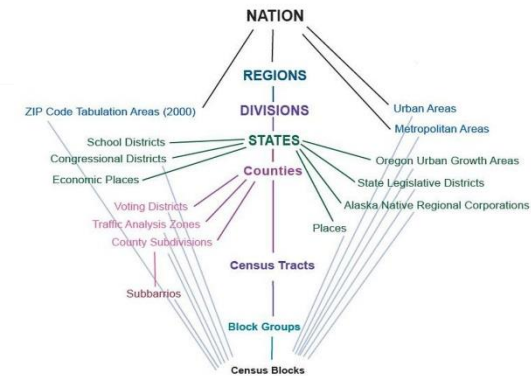 NATION
REGIONS
ZIP Code Tabulation Areas (2000)
DIVISIONS
Urban Areas
Metropolitan Areas
School Districts
STATES
Congressional Districts
Oregon Urban Growth Areas
Economic Places
Counties
State Legislative Districts
Voting Districts
Alaska Native Regional Corporations
Traffic Analysis Zones
Places
County Subdivisions
Census Tracts
Subbarrios
Block Groups
Census Blocks